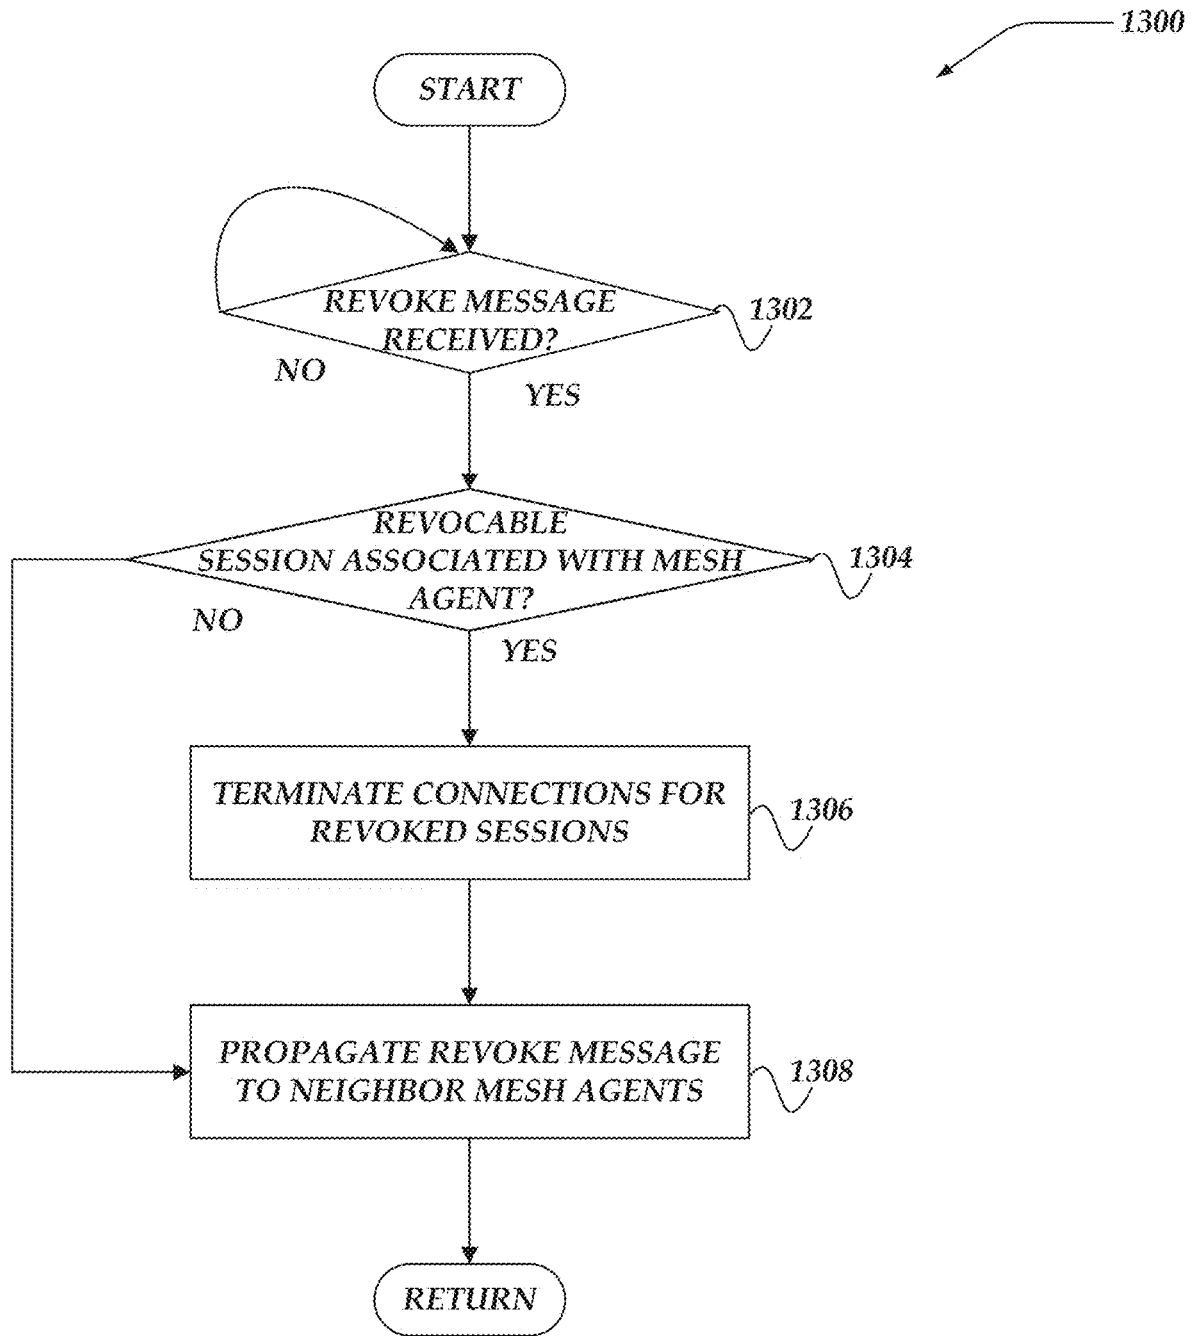 1300
START
REVOKE MESSAGE
RECEIVED?
1302
NO
YES
REVOCABLE
SESSION ASSOCIATED WITH MESH
AGENT?
1304
NO
YES
TERMINATE CONNECTIONS FOR
REVOKED SESSIONS
1306
PROPAGATE REVOKE MESSAGE
TO NEIGHBOR MESH AGENTS
1308
RETURN